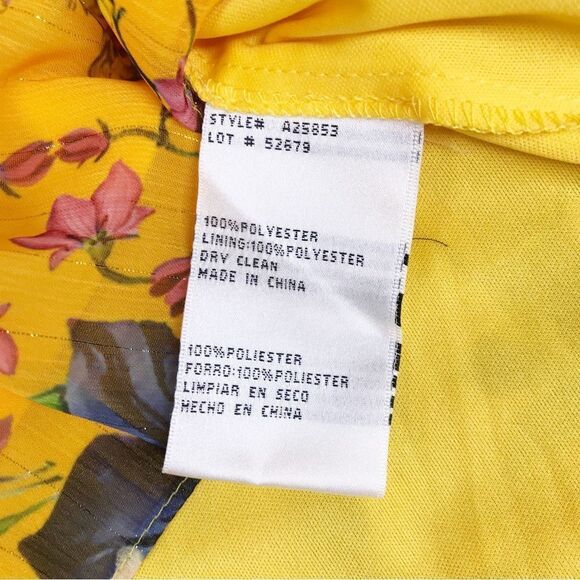 STYLE# A25853
LOT # 52679
100%POLYESTER
LINING:100%POLYESTER
DRY CLEAN
MADE IN CHINA
100%POLIESTER
FORRO:100%POLIESTER
LIMPIAR EN SECO
HECHO EN CHINA